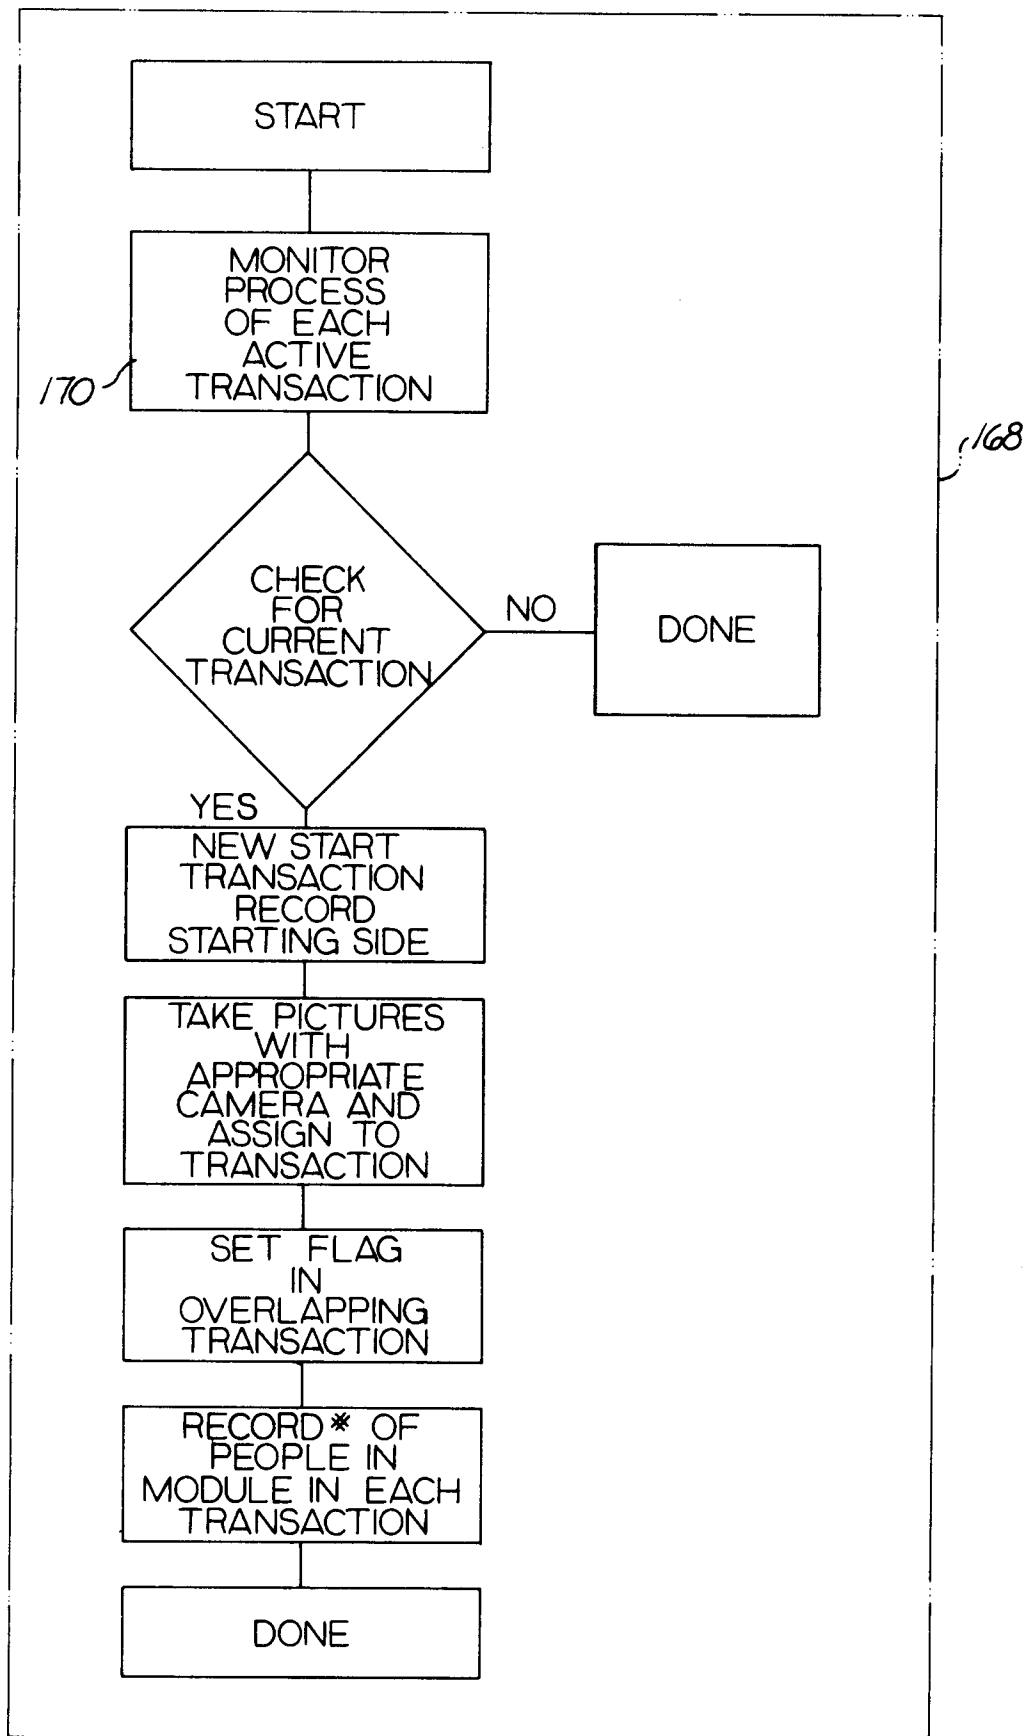 START
MONITOR
PROCESS
OF EACH
ACTIVE
TRANSACTION
170
168
CHECK
FOR
CURRENT
TRANSACTION
NO
DONE
YES
NEW START
TRANSACTION
RECORD
STARTING SIDE
TAKE PICTURES
WITH
APPROPRIATE
CAMERA AND
ASSIGN TO
TRANSACTION
SET FLAG
IN
OVERLAPPING
TRANSACTION
RECORD # OF
PEOPLE IN
MODULE IN EACH
TRANSACTION
DONE